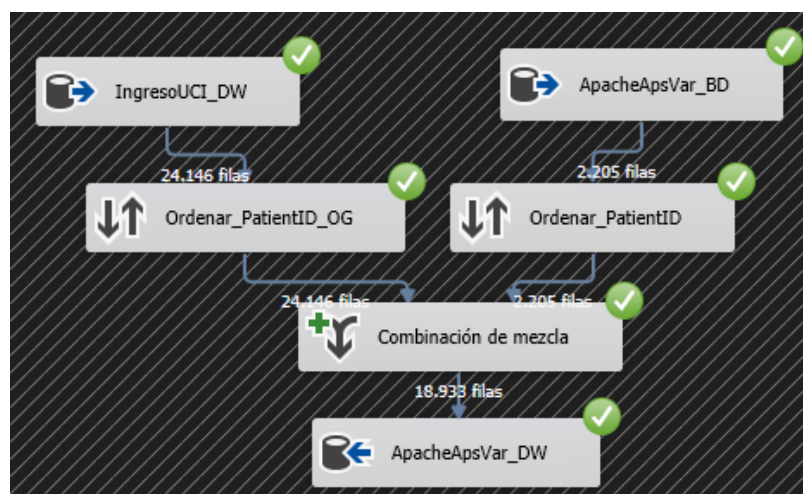 IngresoUCI_DW
ApacheApsVar_BD
24.146 filas
2.205 filas
Ordenar_PatientID_OG
Ordenar_PatientID
24.146 filas
2.205 filas
Combinación de mezcla
18.933 filas
ApacheApsVar_DW